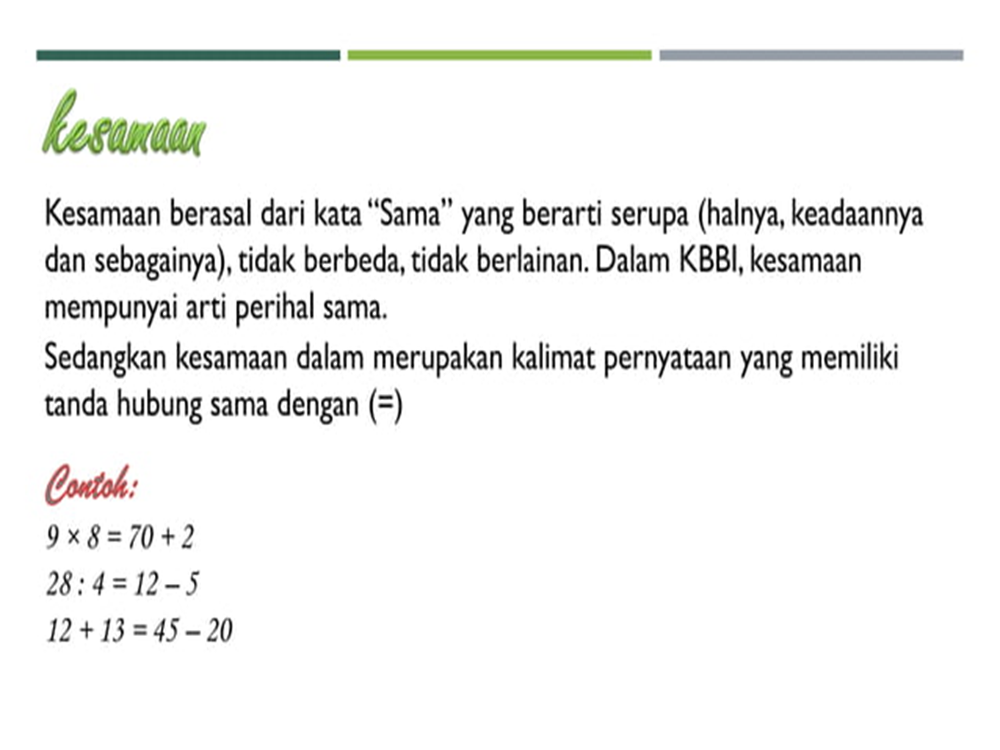 kesamaan
Kesamaan berasal dari kata “Sama” yang berarti serupa (halnya, keadaannya
dan sebagainya), tidak berbeda, tidak berlainan. Dalam KBBI, kesamaan
mempunyai arti perihal sama.
Sedangkan kesamaan dalam merupakan kalimat pernyataan yang memiliki
tanda hubung sama dengan (=)
Contoh:
9 × 8 = 70 + 2
28 : 4 = 12 – 5
12 + 13 = 45 – 20